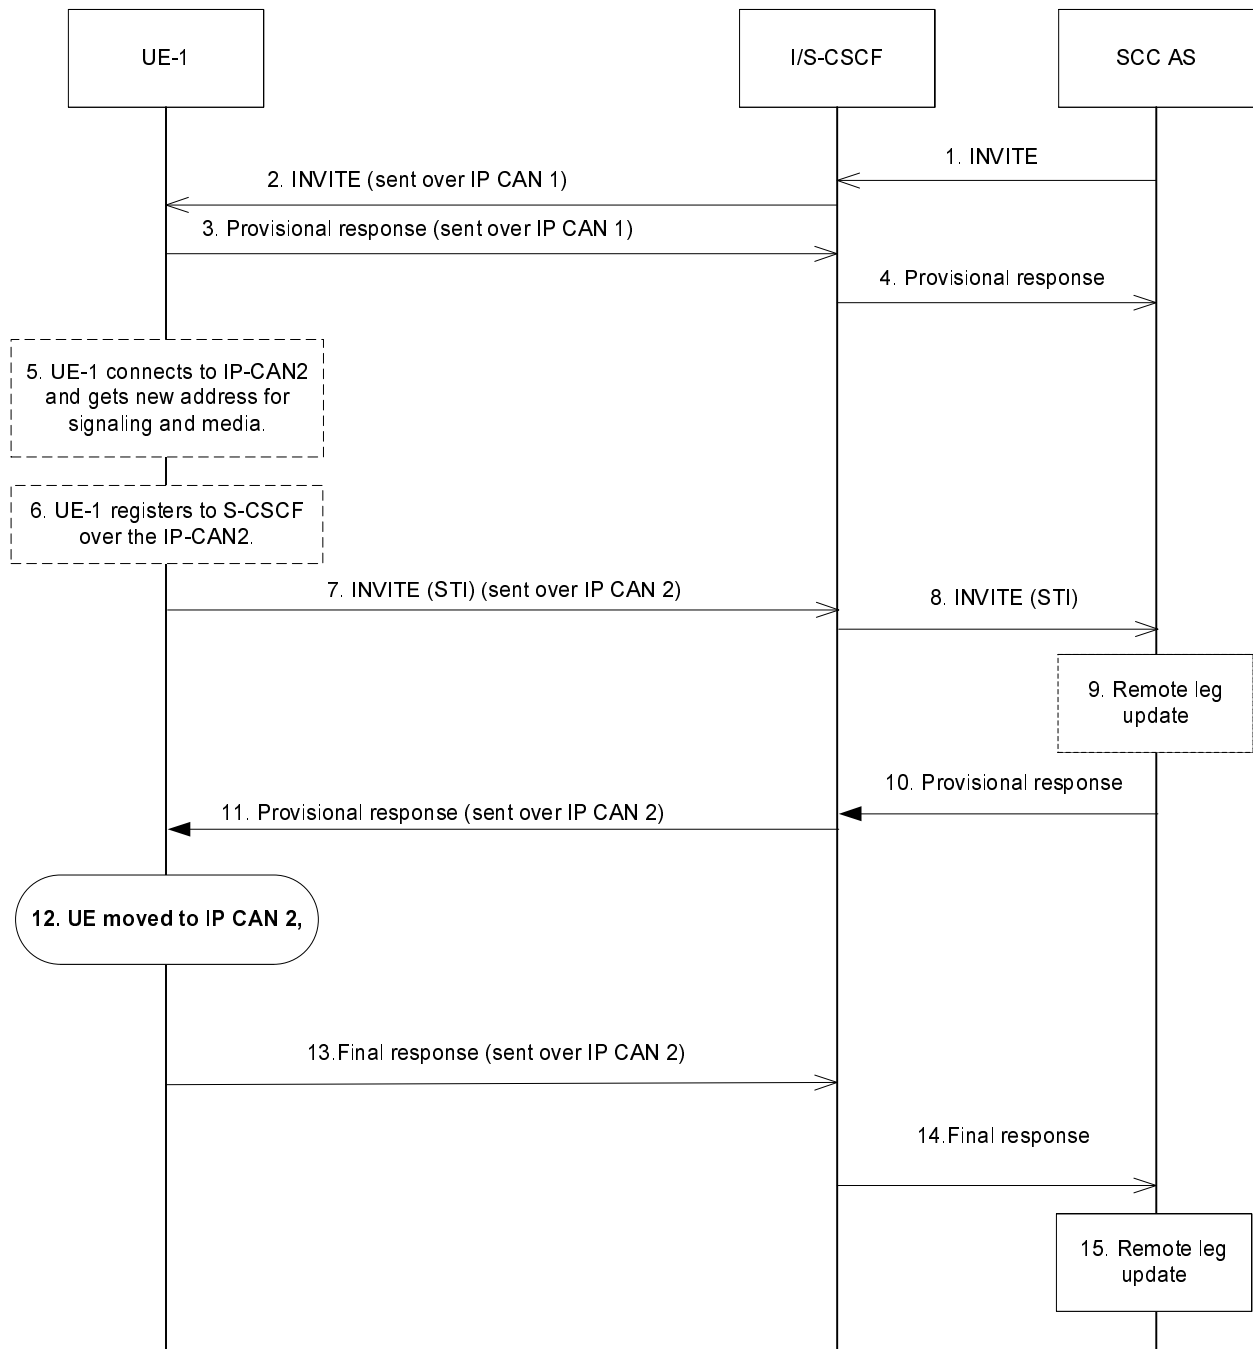 UE-1
I/S-CSCF
SCC AS
1. INVITE
2. INVITE (sent over IP CAN 1)
3. Provisional response (sent over IP CAN 1)
4. Provisional response
5. UE-1 connects to IP-CAN2
and gets new address for
signaling and media.
6. UE-1 registers to S-CSCF
over the IP-CAN2.
7. INVITE (STI) (sent over IP CAN 2)
8. INVITE (STI)
9. Remote leg
update
10. Provisional response
11. Provisional response (sent over IP CAN 2)
12. UE moved to IP CAN 2,
13.Final response (sent over IP CAN 2)
14.Final response
15. Remote leg
update